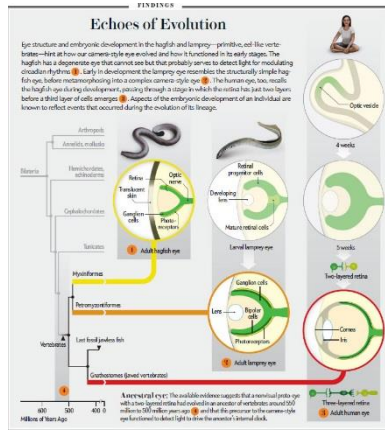 FINDINGS
Echoes of Evolution
Eye structure and embryonic development in the hagfish and lamprey—primitive, eel-like verte-
brates—hint at how our camera-style eye evolved and how it functioned in its early stages. The
hagfish has a degenerate eye that cannot see but that probably serves to detect light for modulating
circadian rhythms 1. Early in development the lamprey eye resembles the structurally simple hag-
fish eye, before metamorphosing into a complex camera-style eye 2. The human eye, too, recalls
the hagfish eye during development, passing through a stage in which the retina has just two layers
before a third layer of cells emerges 3. Aspects of the embryonic development of an individual are
known to reflect events that occurred during the evolution of its lineage.
Optic vesicle
4 weeks
Arthropods
Annelids, mollusks
Bilateria
Hemichordates,
echinoderms
Cephalochordates
Tunicates
Retina
Optic
nerve
Translucent
skin
Ganglion
cells
Photo-
receptors
1 Adult hagfish eye
Retinal
progenitor cells
Developing
lens
Mature retinal cells
Larval lamprey eye
5 weeks
Two-layered retina
Myxiniformes
Petromyzontiformes
Ganglion cells
Lens
Bipolar
cells
Photoreceptors
2 Adult lamprey eye
Cornea
Iris
Vertebrates
Last fossil jawless fish
Gnathostomes (jawed vertebrates)
4
Three-layered retina
3 Adult human eye
600 500 400 0
Millions of Years Ago
Ancestral eye: The available evidence suggests that a nonvisual proto-eye
with a two-layered retina had evolved in an ancestor of vertebrates around 550
million to 500 million years ago 4 and that this precursor to the camera-style
eye functioned to detect light to drive the ancestor's internal clock.